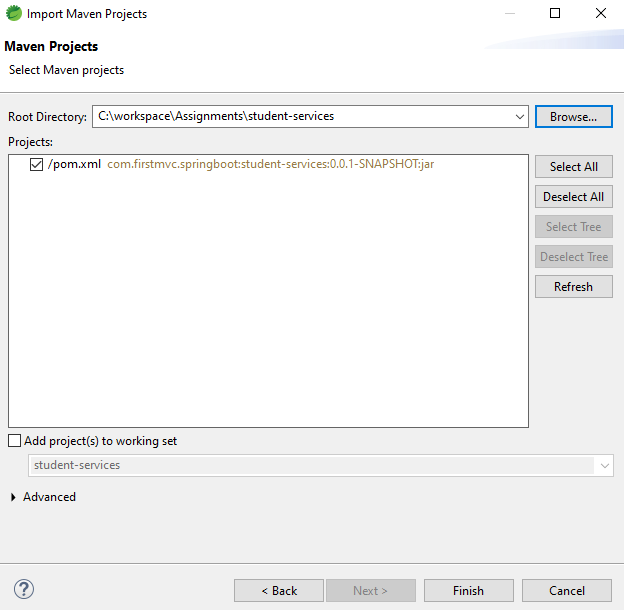 Import Maven Projects
Maven Projects
Select Maven projects
Root Directory: C:\workspace\Assignments\student-services Browse...
Projects:
/pom.xml com.firstmvc.springboot:student-services:0.0.1-SNAPSHOT:jar
Select All
Deselect All
Select Tree
Deselect Tree
Refresh
Add project(s) to working set
student-services
Advanced
? < Back Next > Finish Cancel